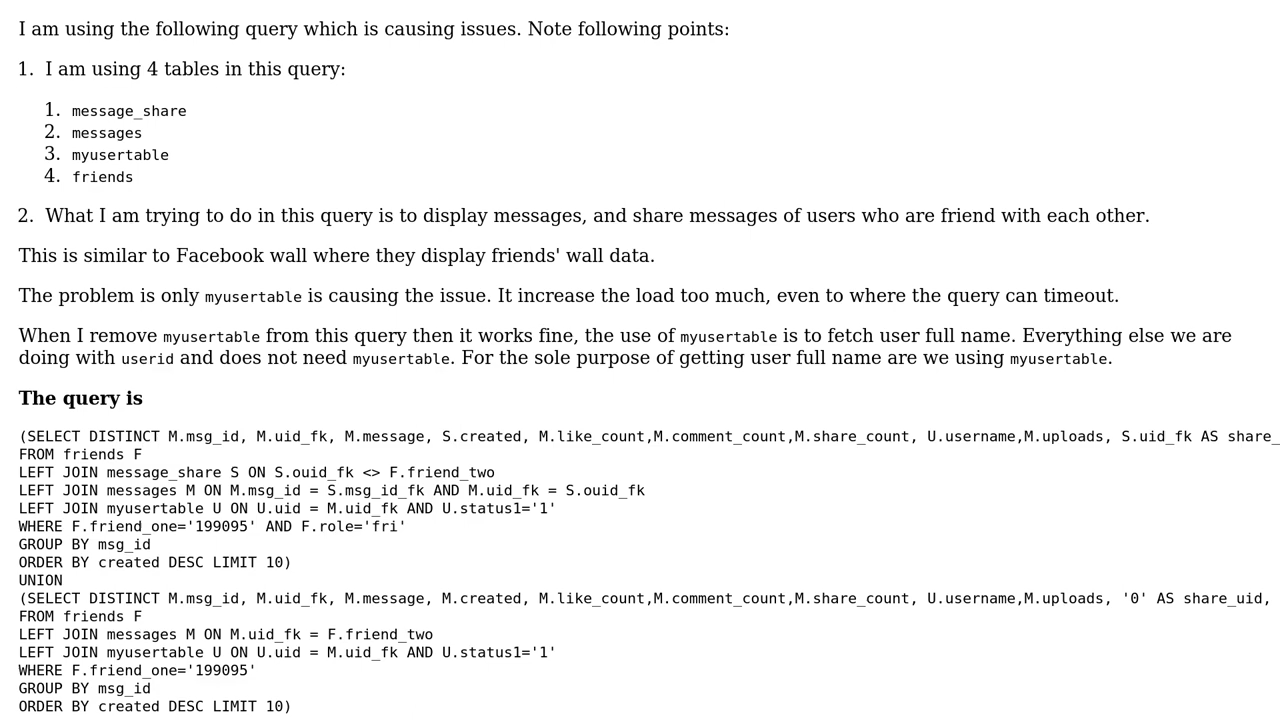 I am using the following query which is causing issues. Note following points:
1. I am using 4 tables in this query:
1. message_share
2. messages
3. myusertable
4. friends
2. What I am trying to do in this query is to display messages, and share messages of users who are friend with each other.
This is similar to Facebook wall where they display friends' wall data.
The problem is only myusertable is causing the issue. It increase the load too much, even to where the query can timeout.
When I remove myusertable from this query then it works fine, the use of myusertable is to fetch user full name. Everything else we are
doing with userid and does not need myusertable. For the sole purpose of getting user full name are we using myusertable.
The query is
(SELECT DISTINCT M.msg_id, M.uid_fk, M.message, S.created, M.like_count,M.comment_count,M.share_count, U.username,M.uploads, S.uid_fk AS share_
FROM friends F
LEFT JOIN message_share S ON S.ouid_fk <> F.friend_two
LEFT JOIN messages M ON M.msg_id = S.msg_id_fk AND M.uid_fk = S.ouid_fk
LEFT JOIN myusertable U ON U.uid = M.uid_fk AND U.status1='1'
WHERE F.friend_one='199095' AND F.role='fri'
GROUP BY msg_id
ORDER BY created DESC LIMIT 10)
UNION
(SELECT DISTINCT M.msg_id, M.uid_fk, M.message, M.created, M.like_count,M.comment_count,M.share_count, U.username,M.uploads, '0' AS share_uid,
FROM friends F
LEFT JOIN messages M ON M.uid_fk = F.friend_two
LEFT JOIN myusertable U ON U.uid = M.uid_fk AND U.status1='1'
WHERE F.friend_one='199095'
GROUP BY msg_id
ORDER BY created DESC LIMIT 10)